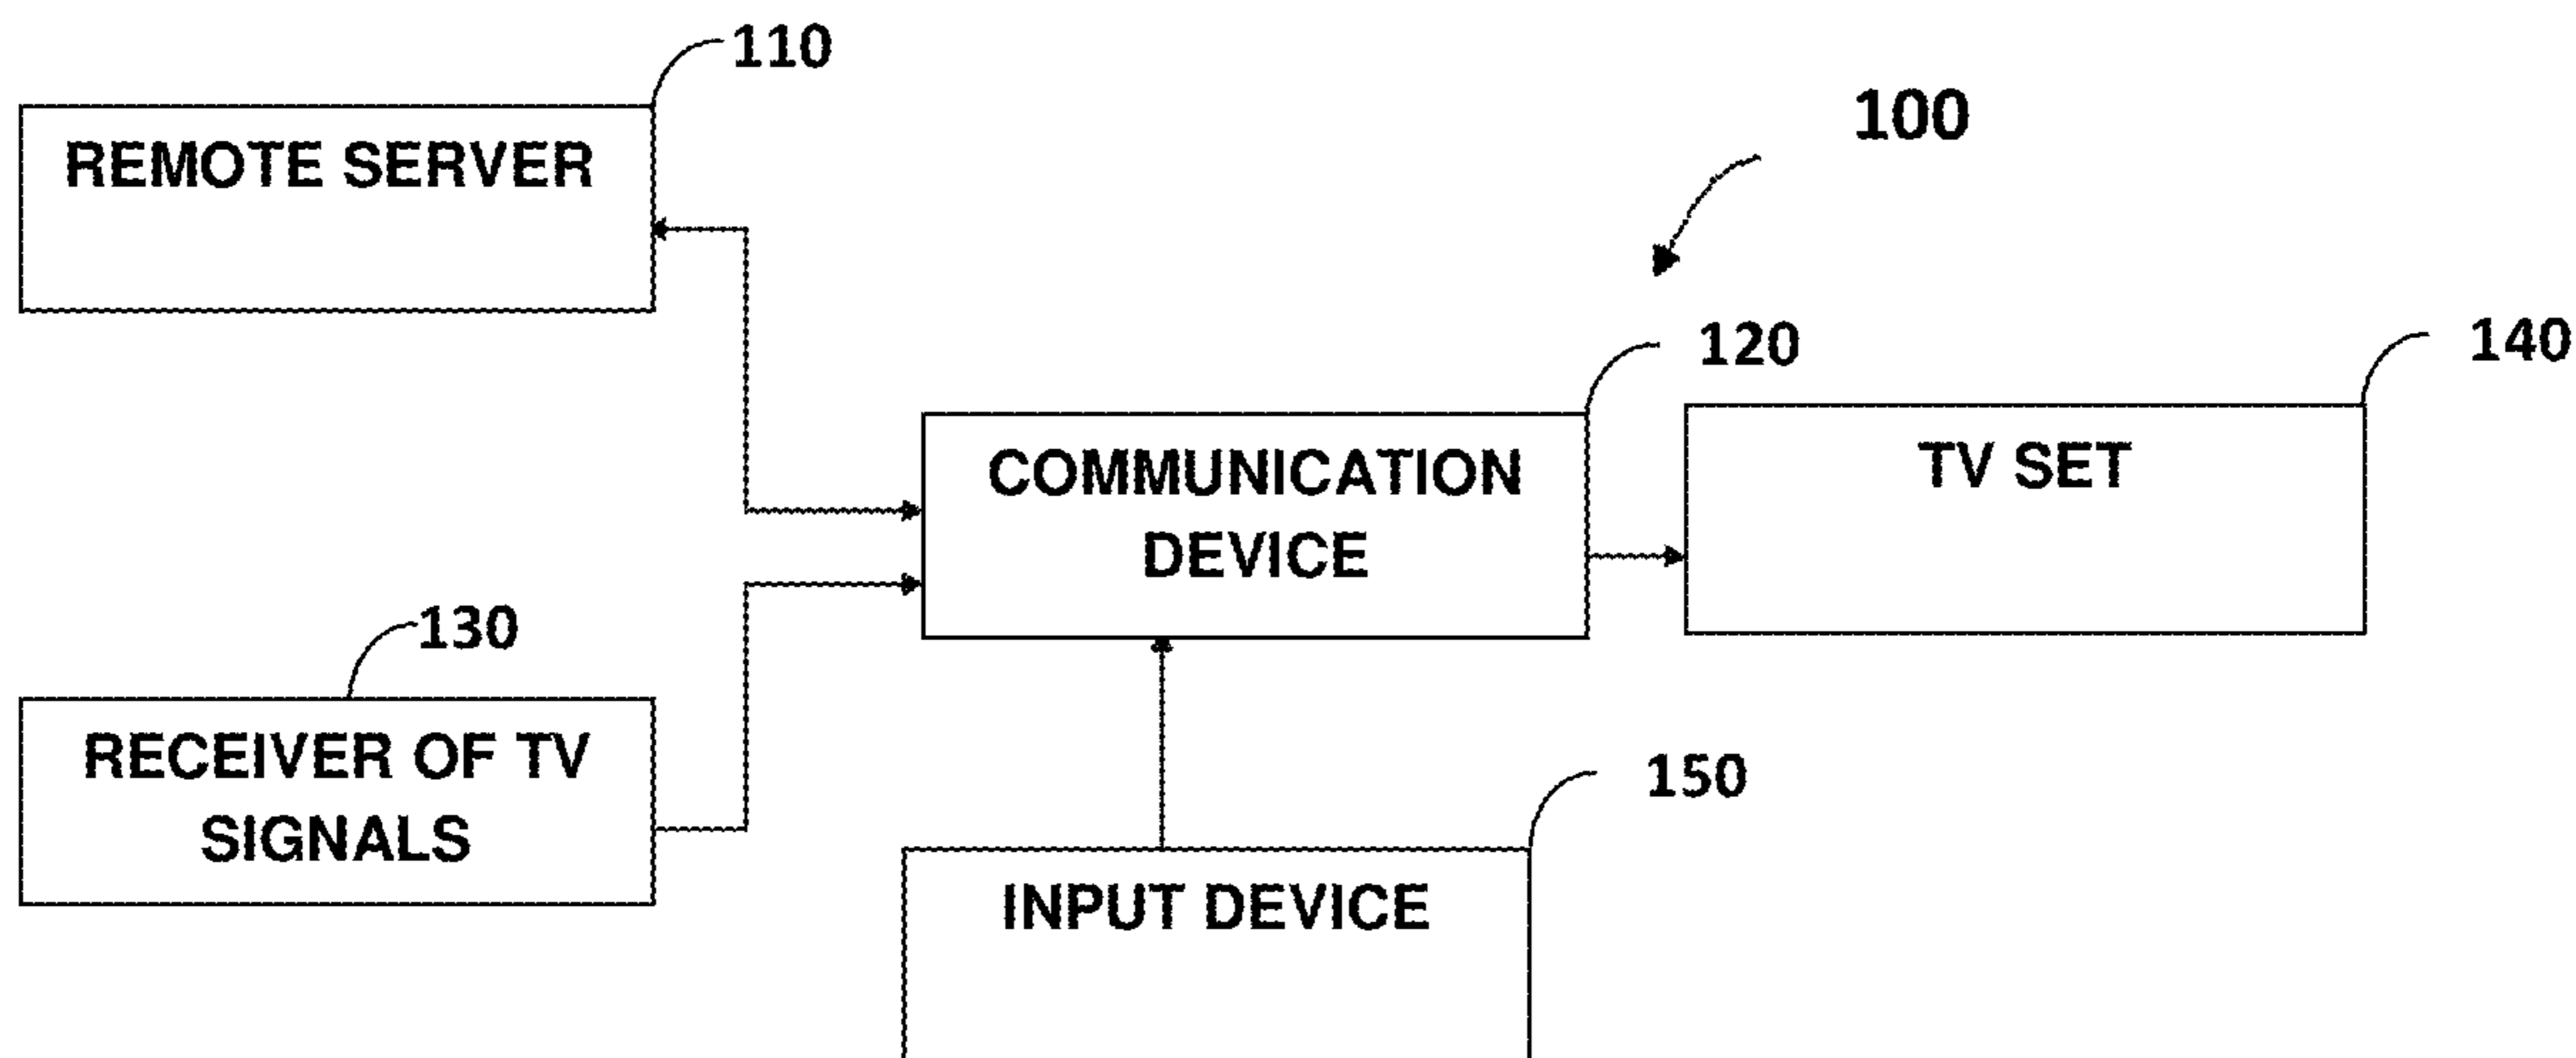 110
REMOTE SERVER
100
120
140
COMMUNICATION
DEVICE
TV SET
130
RECEIVER OF TV
SIGNALS
150
INPUT DEVICE